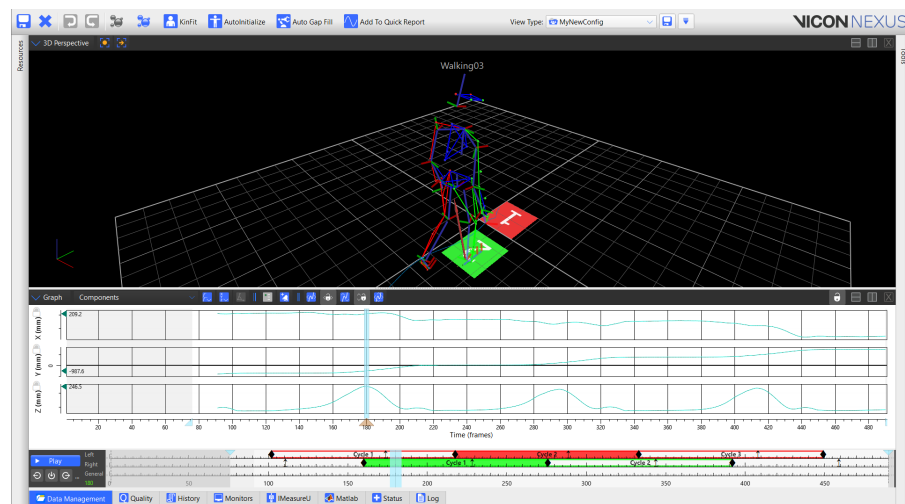 KinFit AutoInitialize Auto Gap Fill Add To Quick Report View Type: MyNewConfig VICON NEXUS
Resources
Tools
3D Perspective
Walking03
1
Graph Components
X (mm) 209.2
Y (mm) 0 -987.6
Z (mm) 246.5
20 40 60 80 100 120 140 160 180 200 220 240 260 280 300 320 340 360 380 400 420 440 460 480
Time (frames)
Left Cycle 1 Cycle 2 Cycle 3
Play Right Cycle 1 Cycle 2
General
180 0 50 100 150 200 250 300 350 400 450
Data Management Quality History Monitors IMeasureU Matlab Status Log